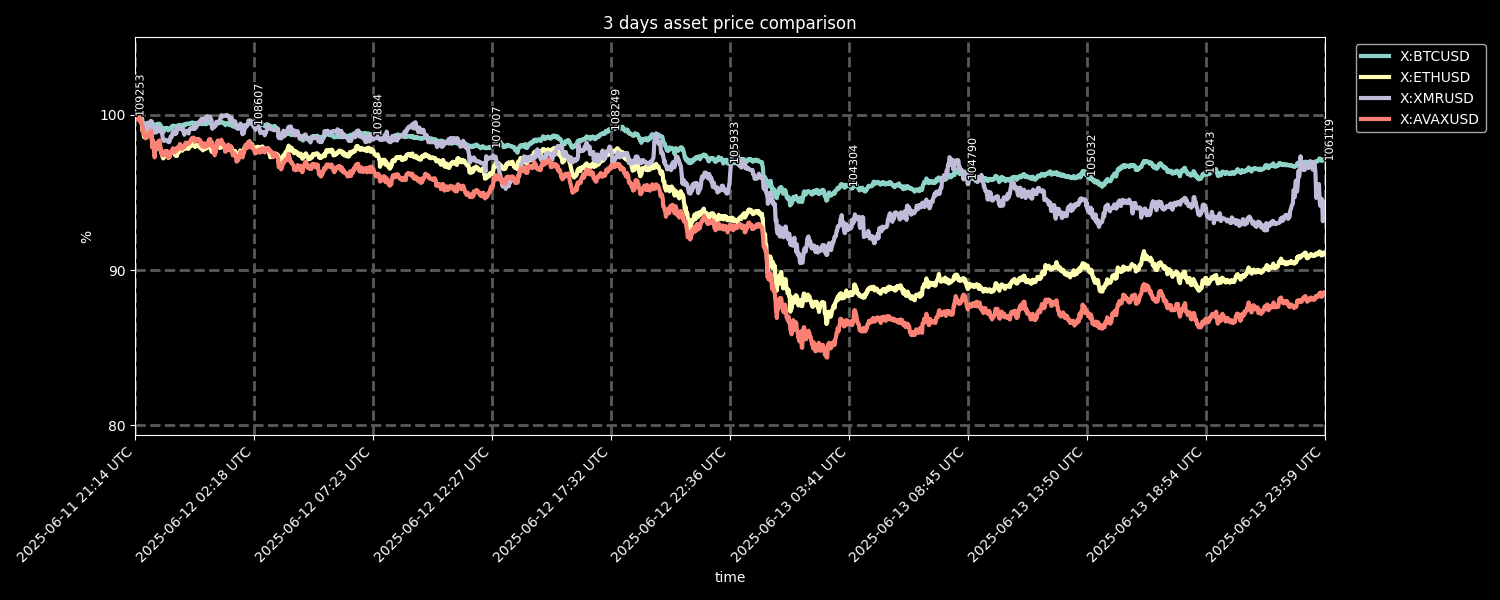 3 days asset price comparison
X:BTCUSD
X:ETHUSD
X:XMRUSD
X:AVAXUSD
%
100
90
80
109253
108607
107884
107007
108249
105933
104304
104790
105032
105243
106119
2025-06-11 21:14 UTC
2025-06-12 02:18 UTC
2025-06-12 07:23 UTC
2025-06-12 12:27 UTC
2025-06-12 17:32 UTC
2025-06-12 22:36 UTC
2025-06-13 03:41 UTC
2025-06-13 08:45 UTC
2025-06-13 13:50 UTC
2025-06-13 18:54 UTC
2025-06-13 23:59 UTC
time